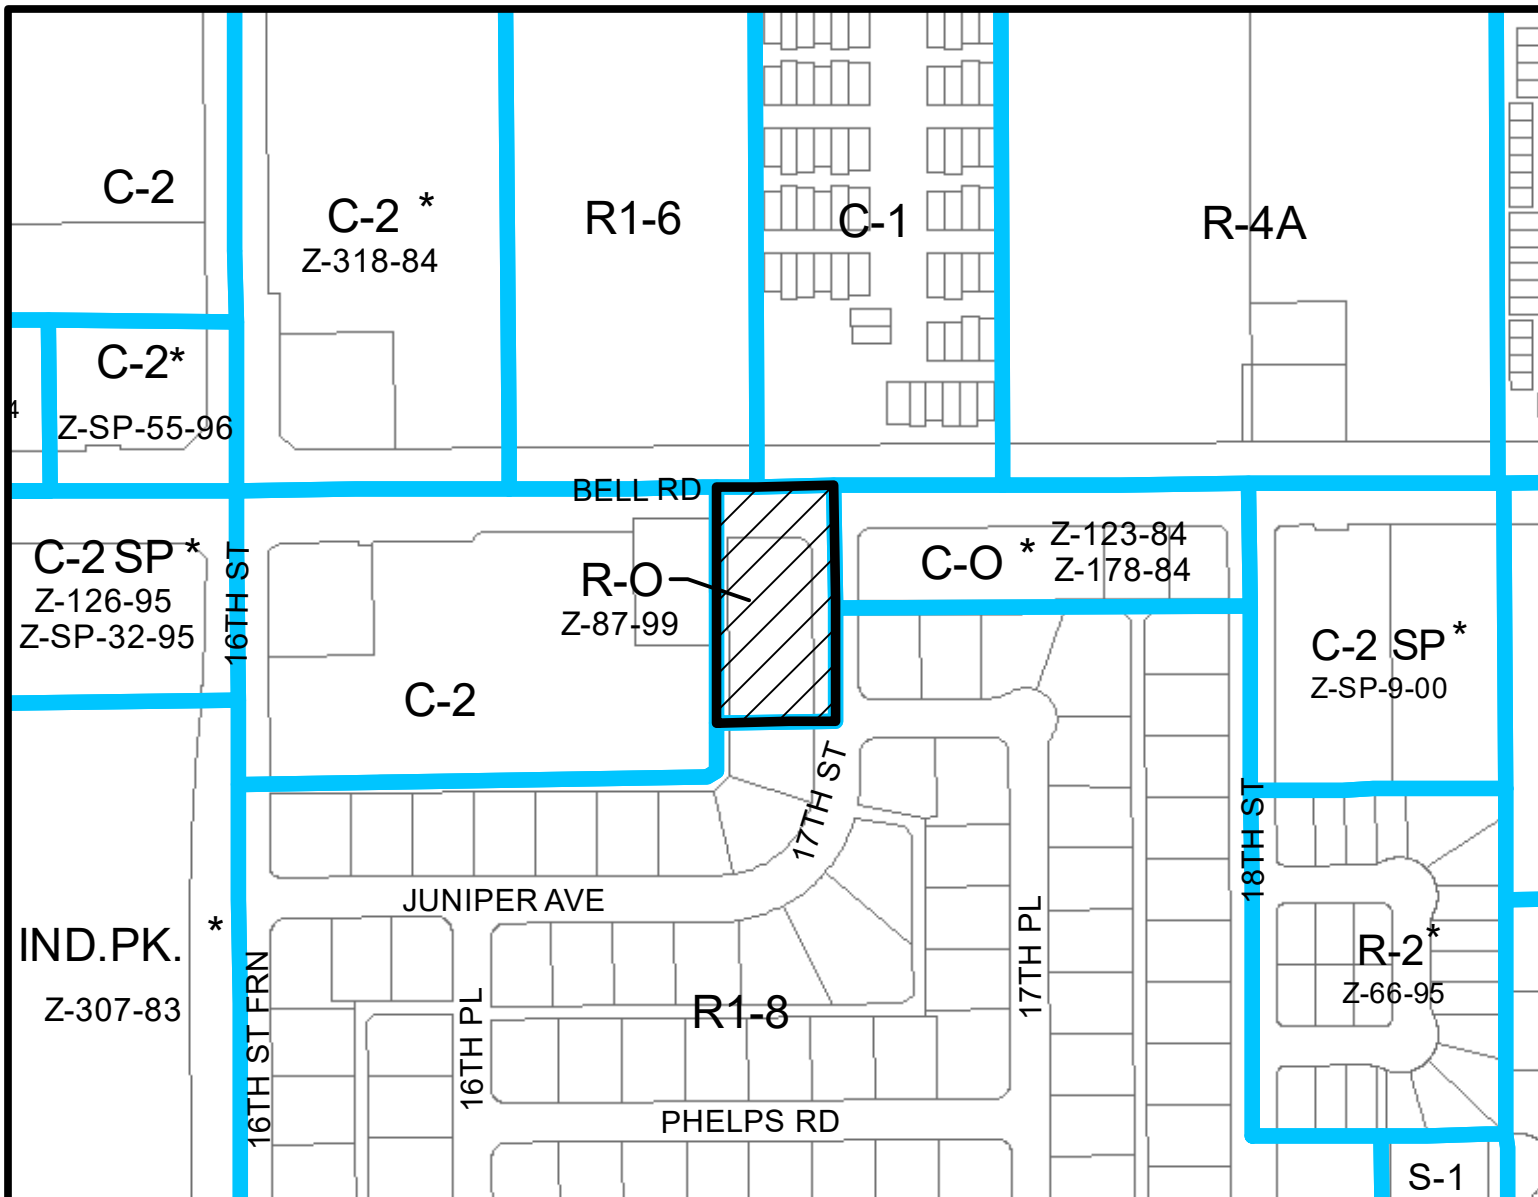 C-2
C-2 *
Z-318-84
R1-6
C-1
R-4A
C-2*
Z-SP-55-96
4
BELL RD
C-2 SP *
Z-126-95
Z-SP-32-95
16TH ST
R-O
Z-87-99
C-O *
Z-123-84
Z-178-84
C-2 SP *
Z-SP-9-00
C-2
17TH ST
18TH ST
JUNIPER AVE
IND.PK. *
Z-307-83
16TH ST FRN
16TH PL
R1-8
17TH PL
R-2*
Z-66-95
PHELPS RD
S-1